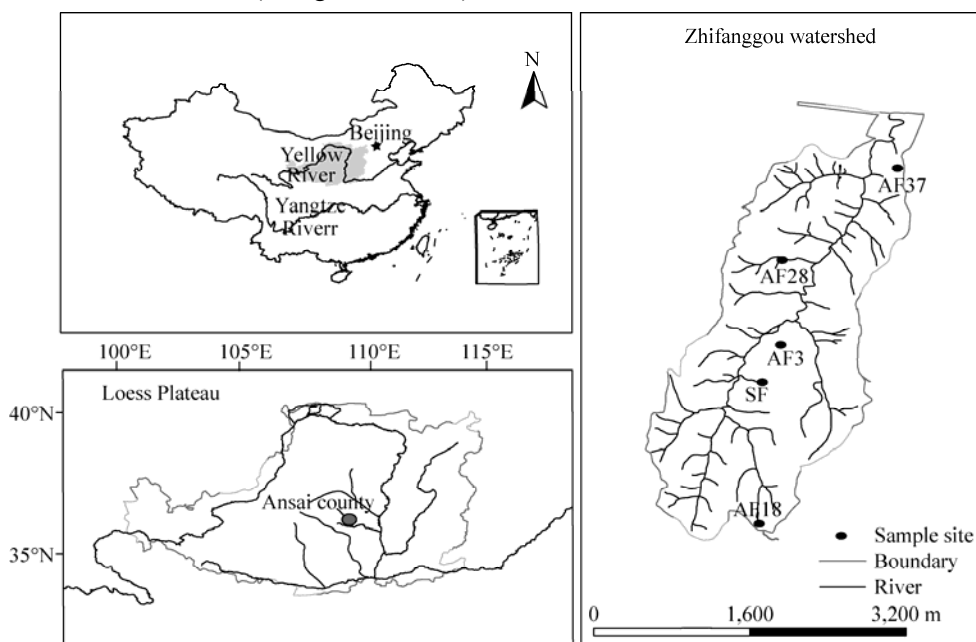 N
Beijing
Yellow
River
Yangtze
Riverr
100°E 105°E 110°E 115°E
Loess Plateau
40°N
Ansai county
35°N
Zhifanggou watershed
AF37
AF28
AF3
SF
AF18
Sample site
Boundary
River
0 1,600 3,200 m